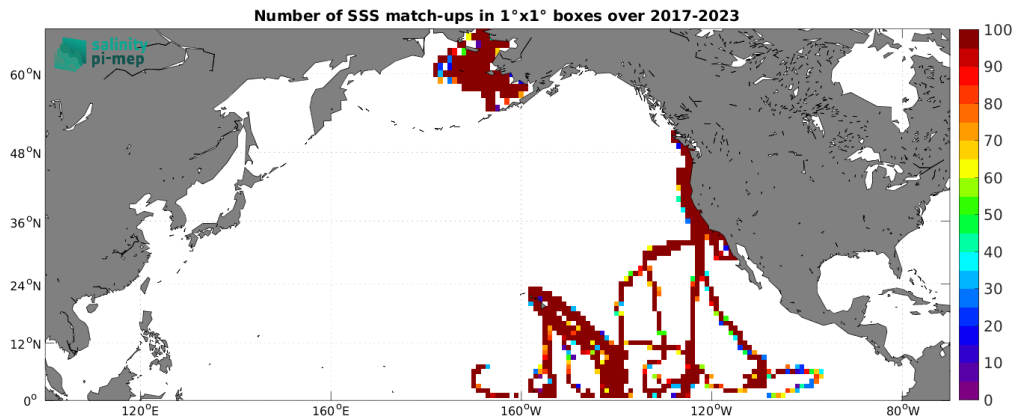 Number of SSS match-ups in 1°x1° boxes over 2017-2023
salinity
pi-mep
60°N
48°N
36°N
24°N
12°N
0°
120°E
160°E
160°W
120°W
80°W
100
90
80
70
60
50
40
30
20
10
0